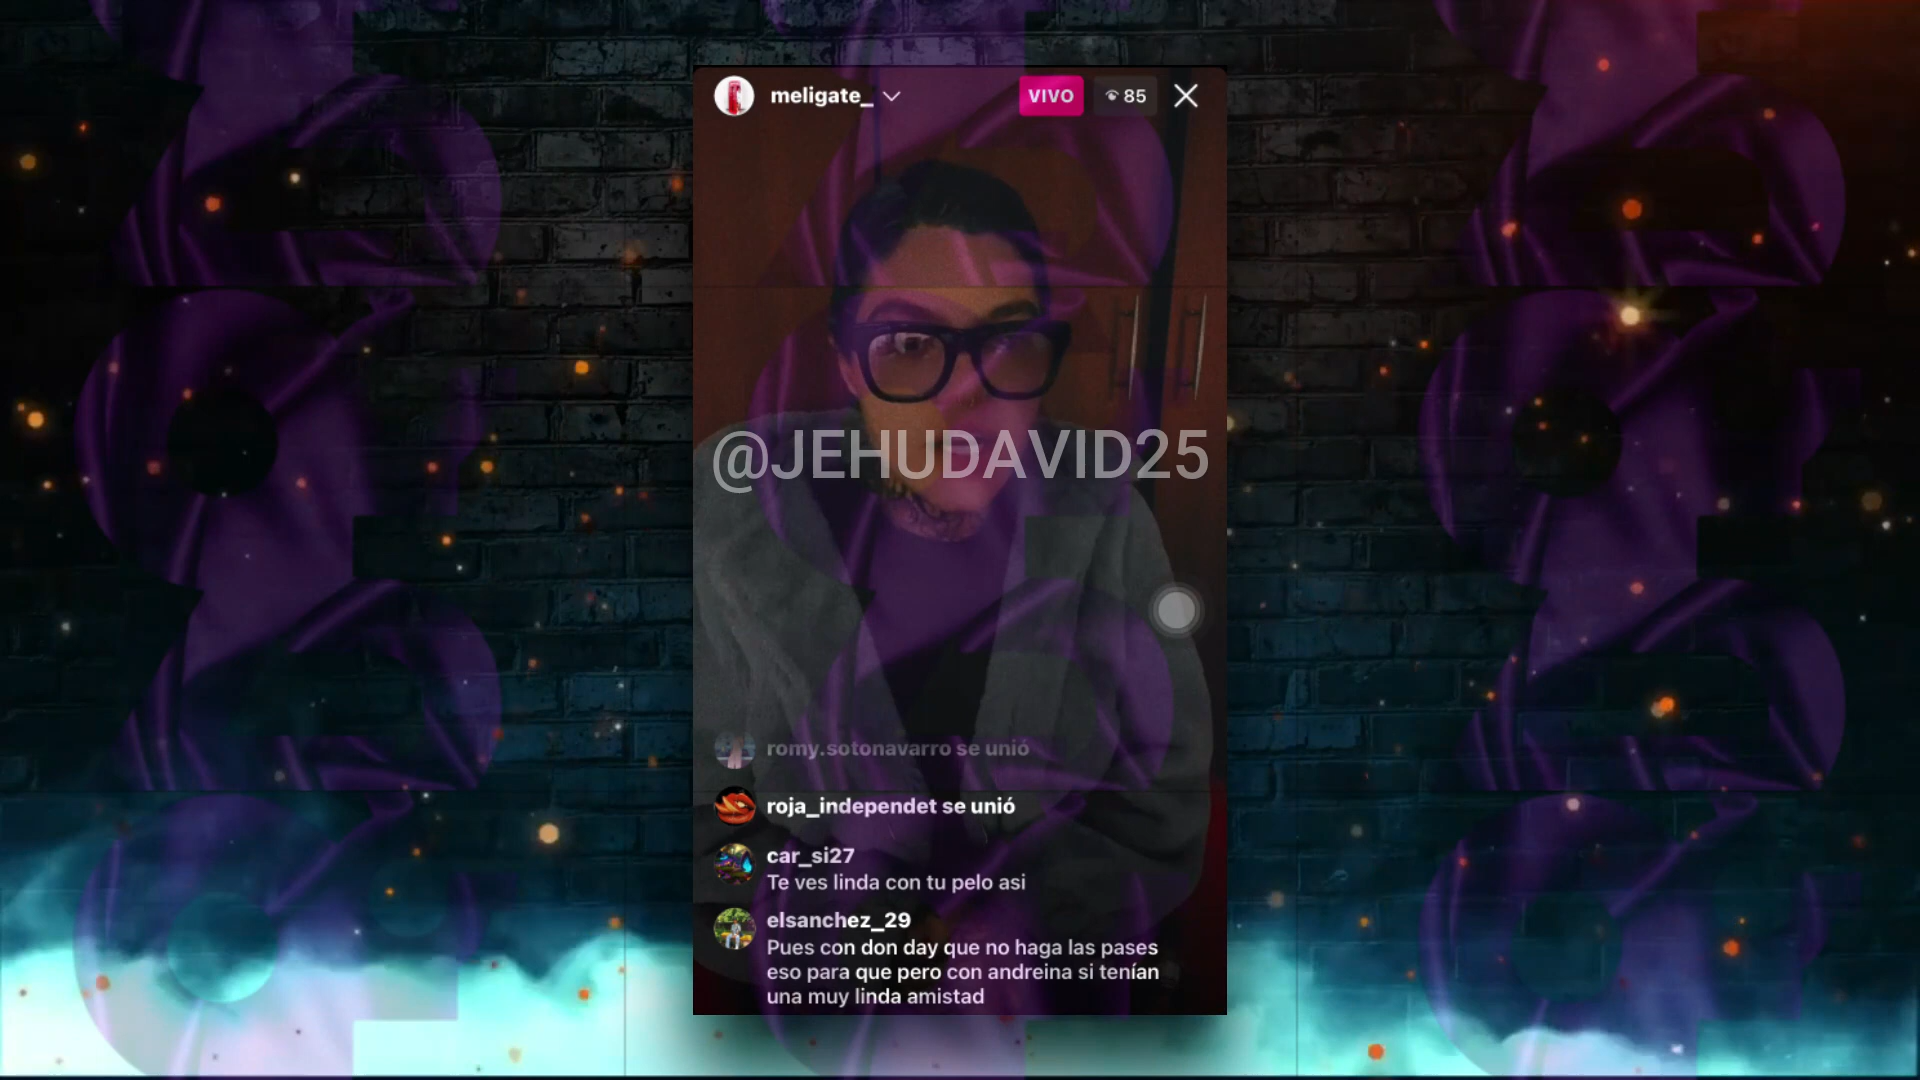 meligate_
VIVO
85
@JEHUDAVID25
romy.sotonavarro se unió
roja_independet se unió
car_si27
Te ves linda con tu pelo asi
elsanchez_29
Pues con don day que no haga las pases
eso para que pero con andreina si tenían
una muy linda amistad